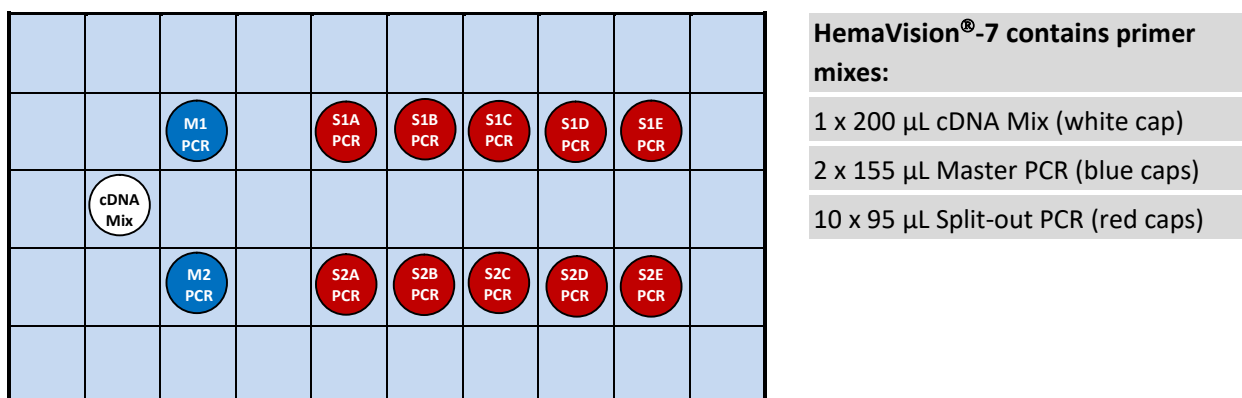 M1
PCR
S1A
PCR
S1B
PCR
S1C
PCR
S1D
PCR
S1E
PCR
cDNA
Mix
M2
PCR
S2A
PCR
S2B
PCR
S2C
PCR
S2D
PCR
S2E
PCR
HemaVision®-7 contains primer
mixes:
1 x 200 µL cDNA Mix (white cap)
2 x 155 µL Master PCR (blue caps)
10 x 95 µL Split-out PCR (red caps)